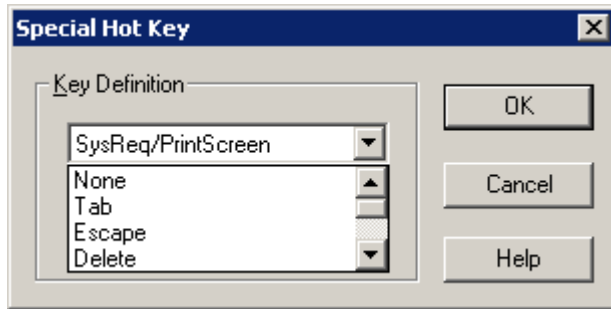 Special Hot Key
Key Definition
SysReq/PrintScreen
None
Tab
Escape
Delete
OK
Cancel
Help